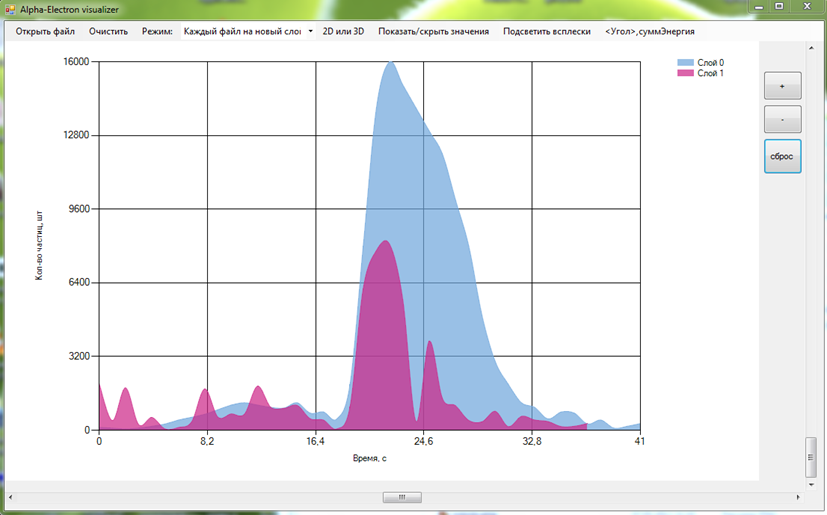 Alpha-Electron visualizer
Открыть файл Очистить Режим: Каждый файл на новый слой 2D или 3D Показать/скрыть значения Подсветить всплески <Угол>,суммЭнергия
16000
12800
9600
6400
3200
0
Кол-во частиц, шт
0 8,2 16,4 24,6 32,8 41
Время, с
Слой 0
Слой 1
+
-
сброс